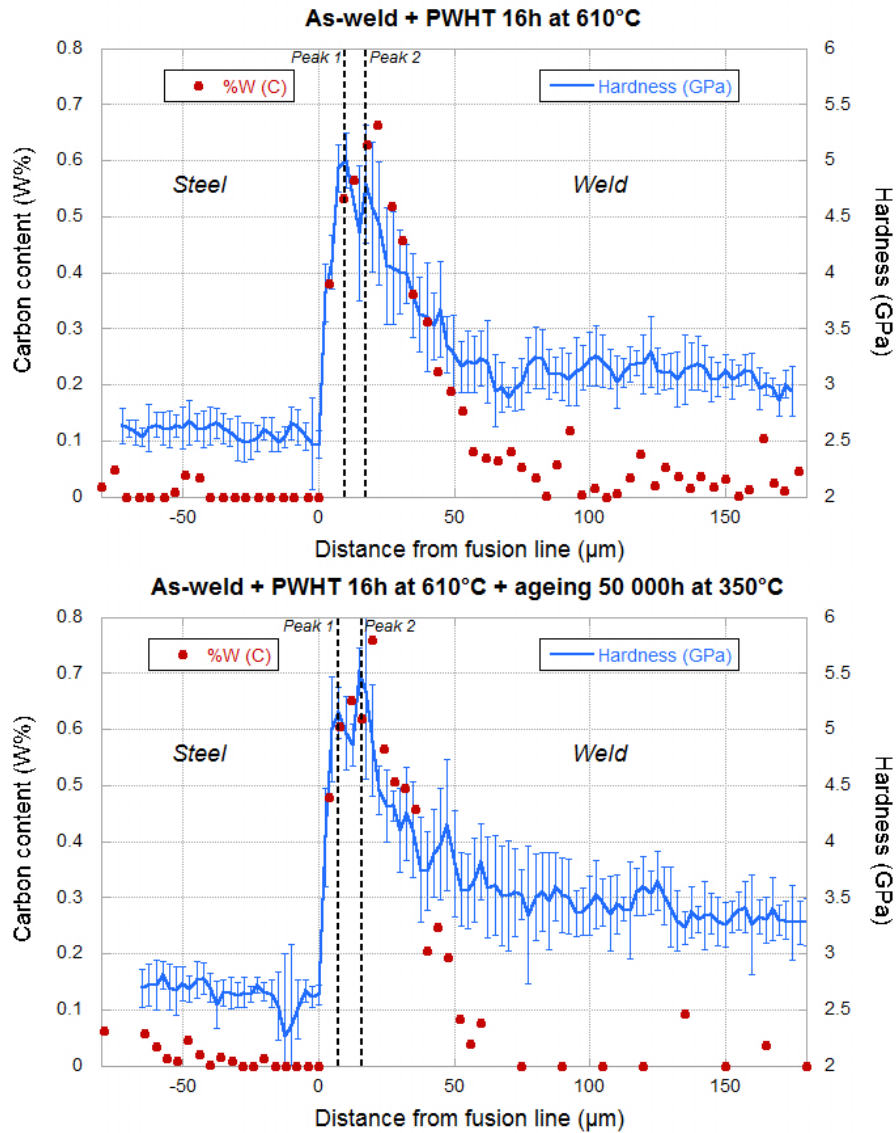 As-weld + PWHT 16h at 610°C
0.8
6
Peak 1
Peak 2
%W (C)
Hardness (GPa)
0.7
5.5
0.6
5
Steel
Weld
0.5
4.5
0.4
4
0.3
3.5
0.2
3
0.1
2.5
0
2
Carbon content (W%)
Hardness (GPa)
-50
0
50
100
150
Distance from fusion line (µm)
As-weld + PWHT 16h at 610°C + ageing 50 000h at 350°C
0.8
6
Peak 1
Peak 2
%W (C)
Hardness (GPa)
0.7
5.5
0.6
5
Steel
Weld
0.5
4.5
0.4
4
0.3
3.5
0.2
3
0.1
2.5
0
2
Carbon content (W%)
Hardness (GPa)
-50
0
50
100
150
Distance from fusion line (µm)